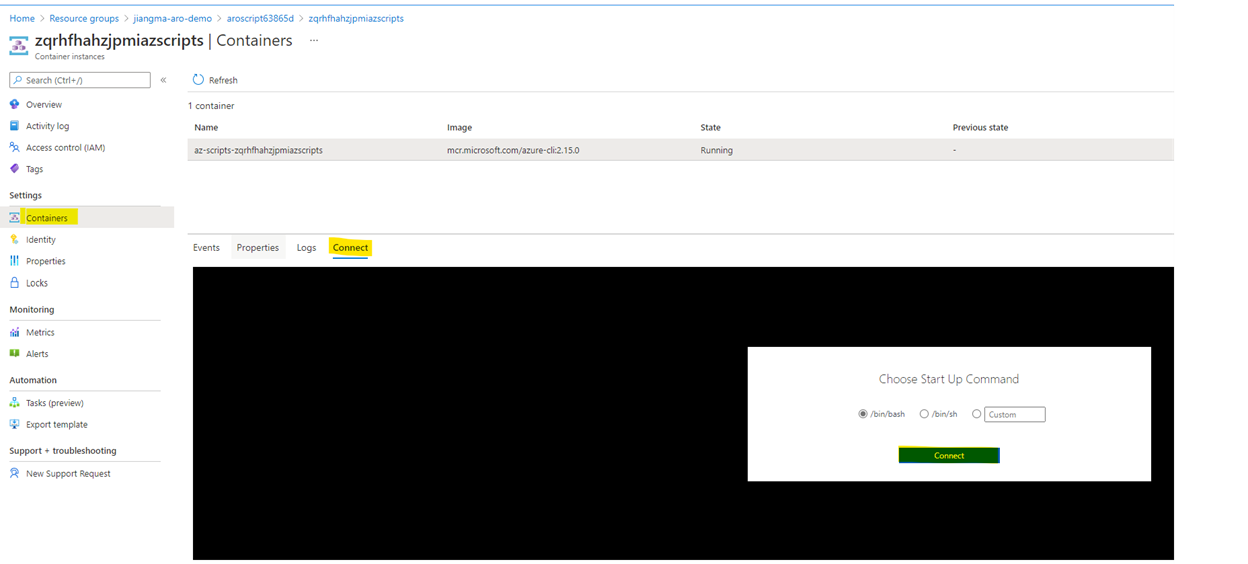 Home > Resource groups > jiangma-aro-demo > aroscript63865d > zqrhfhahzjpmiazscripts
zqrhfhahzjpmiazscripts | Containers ...
Container instances
Search (Ctrl+/) «
Overview
Activity log
Access control (IAM)
Tags
Settings
Containers
Identity
Properties
Locks
Monitoring
Metrics
Alerts
Automation
Tasks (preview)
Export template
Support + troubleshooting
New Support Request
Refresh
1 container
Name Image State Previous state
az-scripts-zqrhfhahzjpmiazscripts mcr.microsoft.com/azure-cli:2.15.0 Running -
Events Properties Logs Connect
Choose Start Up Command
/bin/bash /bin/sh Custom
Connect